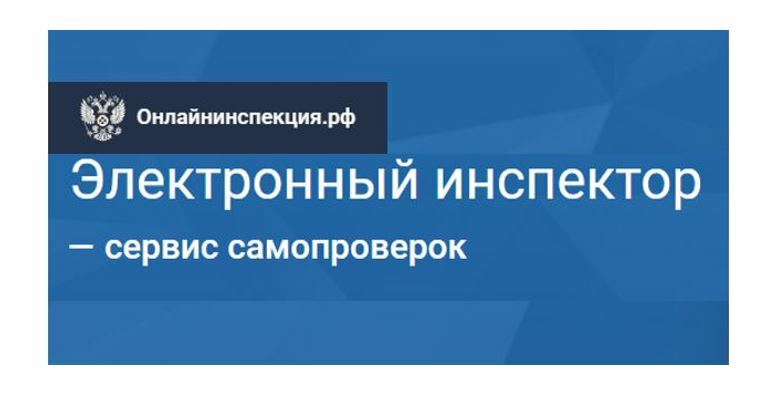 Онлайнинспекция.рф
Электронный инспектор
— сервис самопроверок